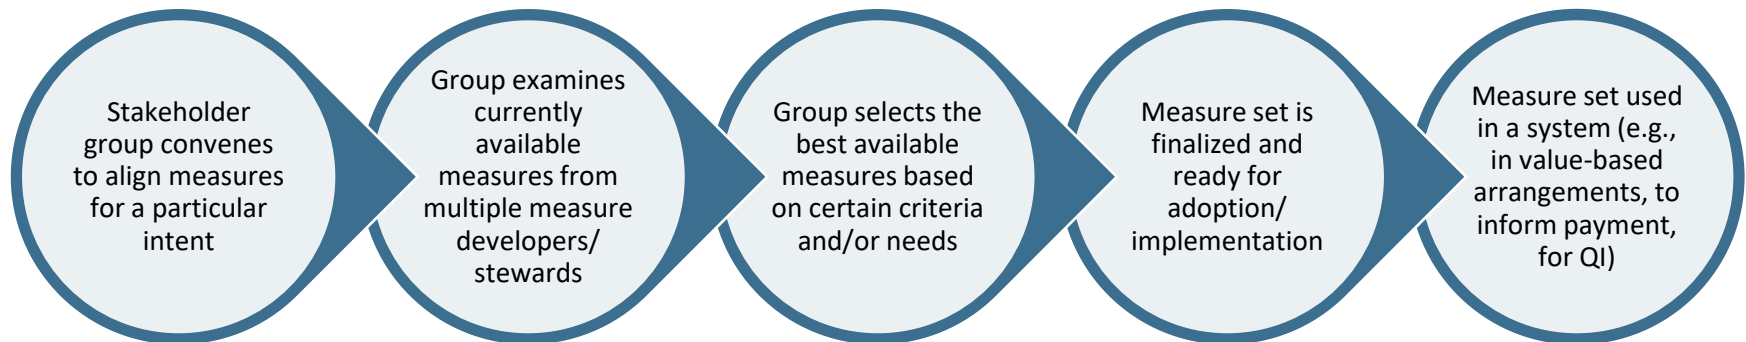 Stakeholder
group convenes
to align measures
for a particular
intent
Group examines
currently
available
measures from
multiple measure
developers/
stewards
Group selects the
best available
measures based
on certain criteria
and/or needs
Measure set is
finalized and
ready for
adoption/
implementation
Measure set used
in a system (e.g.,
in value-based
arrangements, to
inform payment,
for QI)